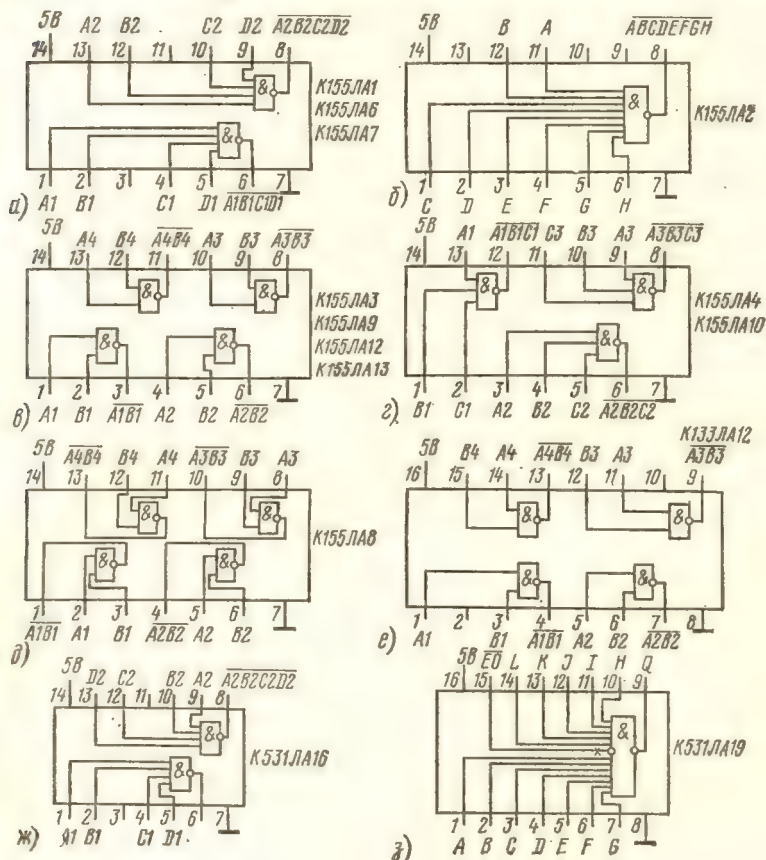 5В A2 B2 C2 D2 A2B2C2D2
14 13 12 11 10 9 8
&
К155ЛА1
К155ЛА6
К155ЛА7
&
1 2 3 4 5 6 7
а) A1 B1 C1 D1 A1B1C1D1
5В B A ABCDEFGH
14 13 12 11 10 9 8
&
К155ЛА2
1 2 3 4 5 6 7
б) C D E F G H
5В A4 B4 A4B4 A3 B3 A3B3
14 13 12 11 10 9 8
& &
К155ЛА3
К155ЛА9
К155ЛА12
К155ЛА13
& &
1 2 3 4 5 6 7
в) A1 B1 A1B1 A2 B2 A2B2
5В A1 A1B1C1 C3 B3 A3 A3B3C3
14 13 12 11 10 9 8
& &
К155ЛА4
К155ЛА10
&
1 2 3 4 5 6 7
г) B1 C1 A2 B2 C2 A2B2C2
5В A4B4 B4 A4 A3B3 B3 A3
14 13 12 11 10 9 8
& &
К155ЛА8
& &
1 2 3 4 5 6 7
A1B1 A1 B1 A2B2 A2 B2
д)
К133ЛА12
5В B4 A4 A4B4 B3 A3 A3B3
16 15 14 13 12 11 10 9
& &
& &
1 2 3 4 5 6 7 8
е) A1 B1 A1B1 A2 B2 A2B2
5В D2 C2 B2 A2 A2B2C2D2
14 13 12 11 10 9 8
&
К531ЛА16
&
1 2 3 4 5 6 7
ж) A1 B1 C1 D1
5В EO L K J I H Q
16 15 14 13 12 11 10 9
&
К531ЛА19
1 2 3 4 5 6 7 8
з) A B C D E F G